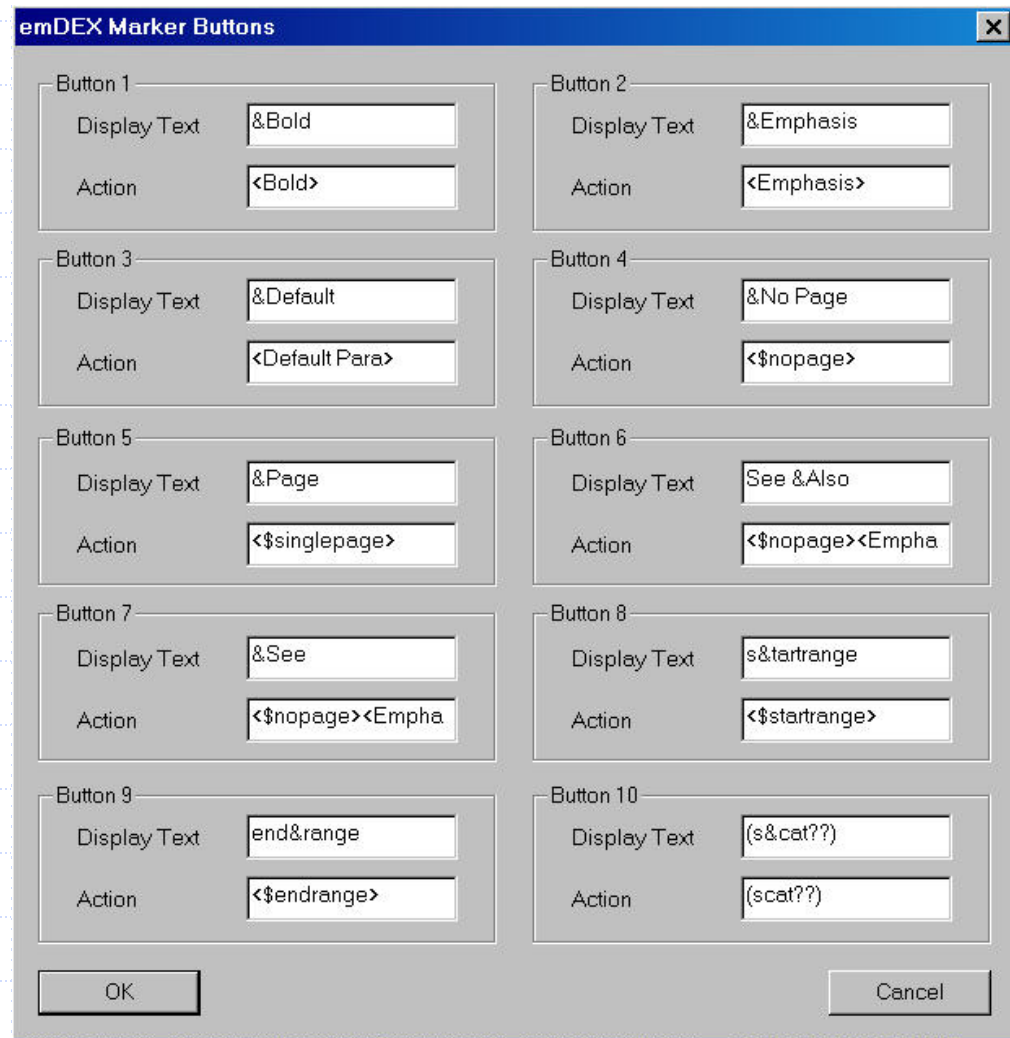 emDEX Marker Buttons
Button 1
Display Text &Bold
Action <Bold>
Button 2
Display Text &Emphasis
Action <Emphasis>
Button 3
Display Text &Default
Action <Default Para>
Button 4
Display Text &No Page
Action <$nopage>
Button 5
Display Text &Page
Action <$singlepage>
Button 6
Display Text See &Also
Action <$nopage><Empha
Button 7
Display Text &See
Action <$nopage><Empha
Button 8
Display Text s&tartrange
Action <$startrange>
Button 9
Display Text end&range
Action <$endrange>
Button 10
Display Text (s&cat??)
Action (scat??)
OK
Cancel